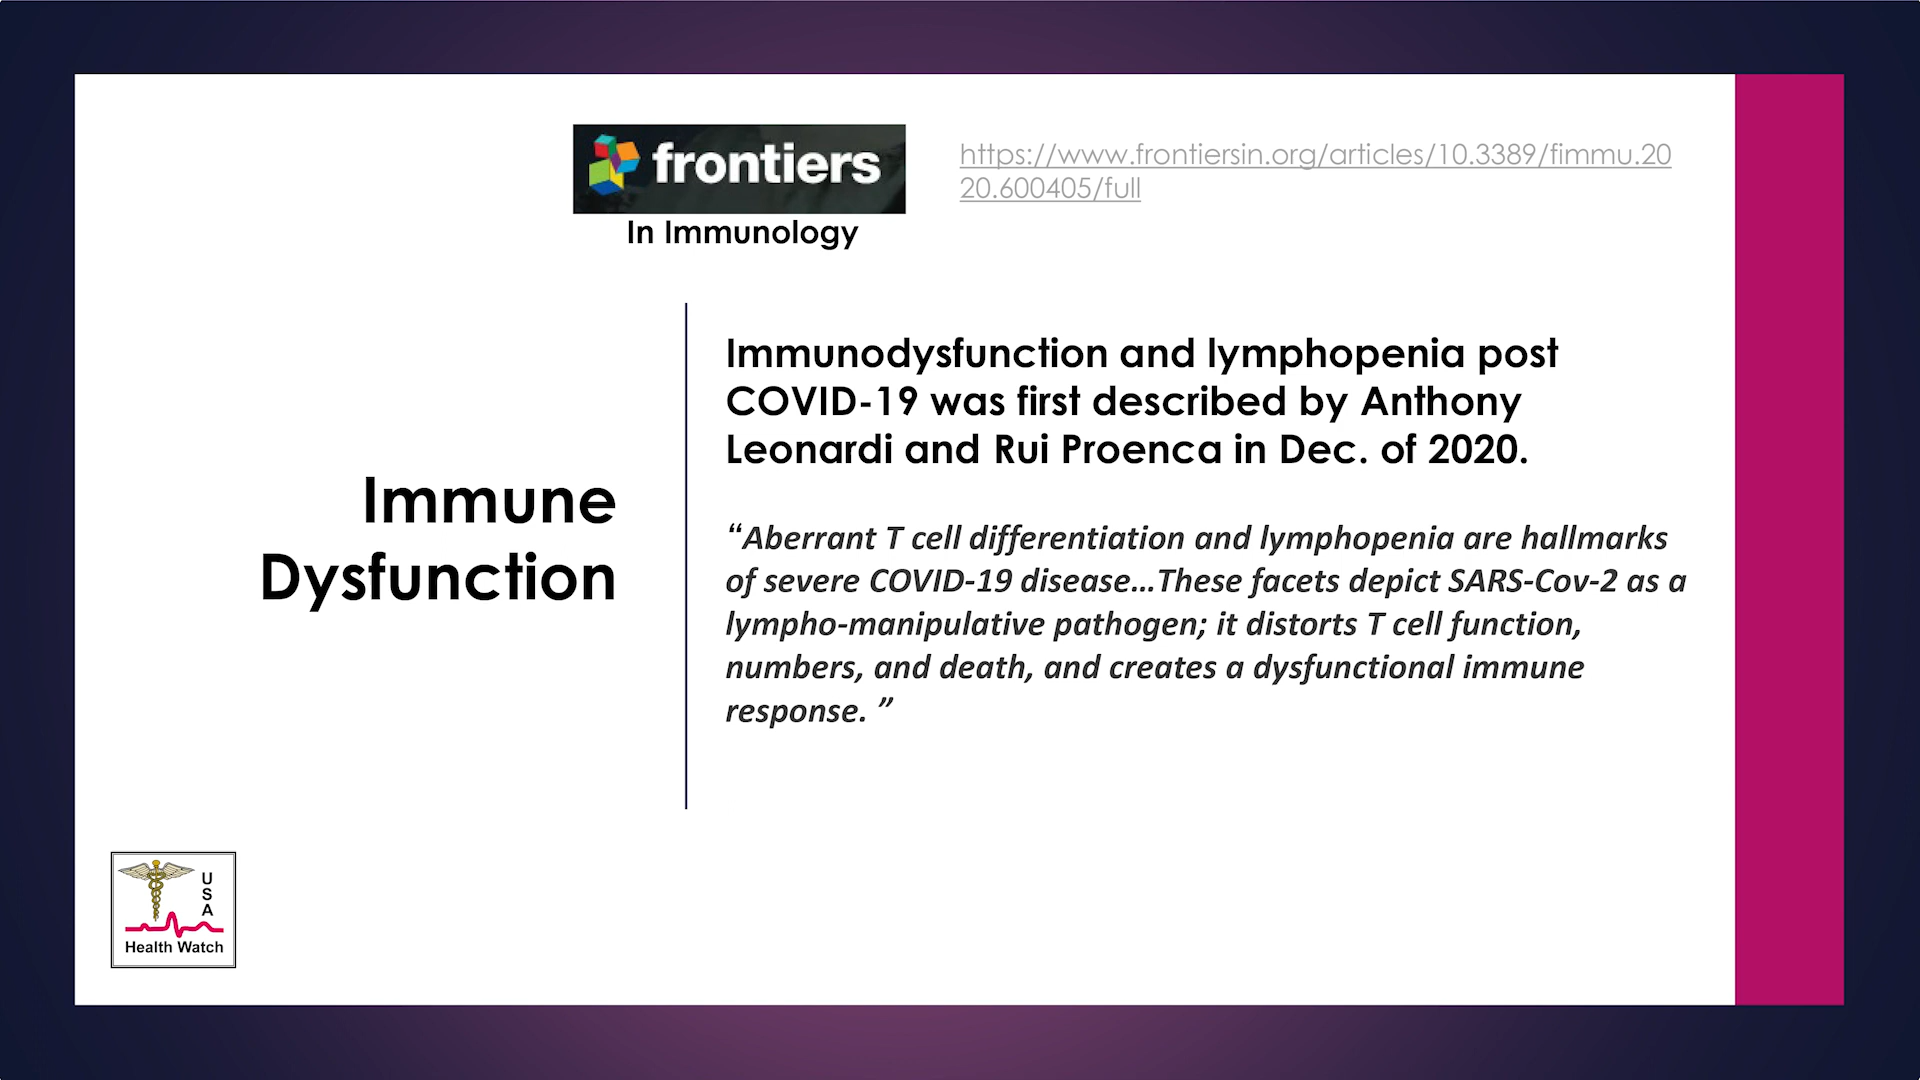 frontiers
In Immunology
https://www.frontiersin.org/articles/10.3389/fimmu.20
20.600405/full
Immune
Dysfunction
Immunodysfunction and lymphopenia post
COVID-19 was first described by Anthony
Leonardi and Rui Proenca in Dec. of 2020.
“Aberrant T cell differentiation and lymphopenia are hallmarks
of severe COVID-19 disease…These facets depict SARS-Cov-2 as a
lympho-manipulative pathogen; it distorts T cell function,
numbers, and death, and creates a dysfunctional immune
response. ”
U
S
A
Health Watch